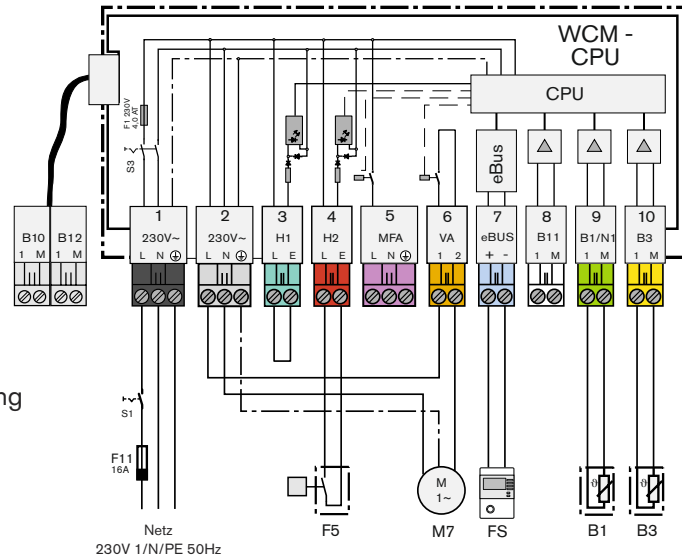 WCM -
CPU
CPU
F1 230V
4.0 AT
S3
eBus
B10 B12
1 M 1 M
1 2 3 4 5 6 7 8 9 10
230V~ 230V~ H1 H2 MFA VA eBUS B11 B1/N1 B3
L N L N L E L E L N 1 2 + - 1 M 1 M 1 M
ng
S1
F11
16A
M
1~
ϑ ϑ
Netz F5 M7 FS B1 B3
230V 1/N/PE 50Hz